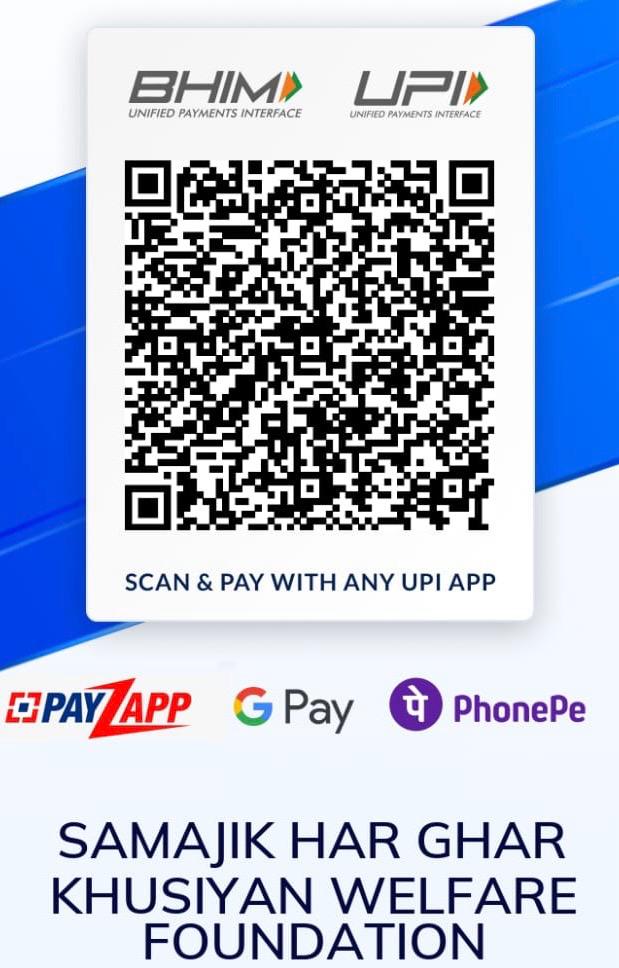 BHIM
UNIFIED PAYMENTS INTERFACE
UPI
UNIFIED PAYMENTS INTERFACE
SCAN & PAY WITH ANY UPI APP
PAYZAPP
G Pay
पे PhonePe
SAMAJIK HAR GHAR
KHUSIYAN WELFARE
FOUNDATION